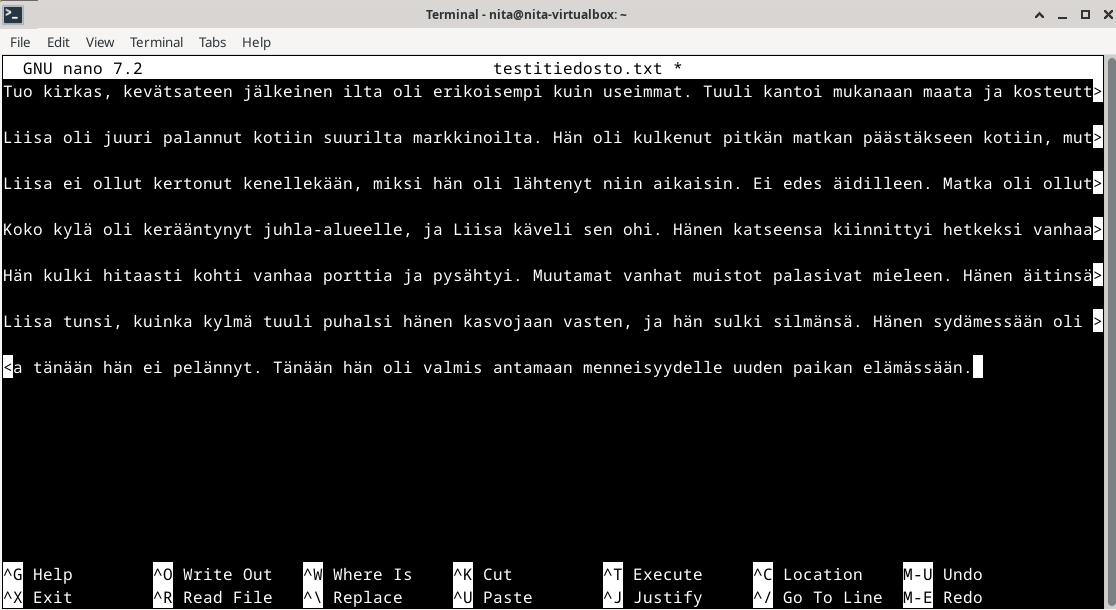 Terminal - nita@nita-virtualbox: ~
File Edit View Terminal Tabs Help
GNU nano 7.2 testitiedosto.txt *
Tuo kirkas, kevätsateen jälkeinen ilta oli erikoisempi kuin useimmat. Tuuli kantoi mukanaan maata ja kosteutt>
Liisa oli juuri palannut kotiin suurilta markkinoilta. Hän oli kulkenut pitkän matkan päästäkseen kotiin, mut>
Liisa ei ollut kertonut kenellekään, miksi hän oli lähtenyt niin aikaisin. Ei edes äidilleen. Matka oli ollut>
Koko kylä oli kerääntynyt juhla-alueelle, ja Liisa käveli sen ohi. Hänen katseensa kiinnittyi hetkeksi vanhaa>
Hän kulki hitaasti kohti vanhaa porttia ja pysähtyi. Muutamat vanhat muistot palasivat mieleen. Hänen äitinsä>
Liisa tunsi, kuinka kylmä tuuli puhalsi hänen kasvojaan vasten, ja hän sulki silmänsä. Hänen sydämessään oli >
<a tänään hän ei pelännyt. Tänään hän oli valmis antamaan menneisyydelle uuden paikan elämässään.
^G Help ^O Write Out ^W Where Is ^K Cut ^T Execute ^C Location M-U Undo
^X Exit ^R Read File ^\ Replace ^U Paste ^J Justify ^/ Go To Line M-E Redo